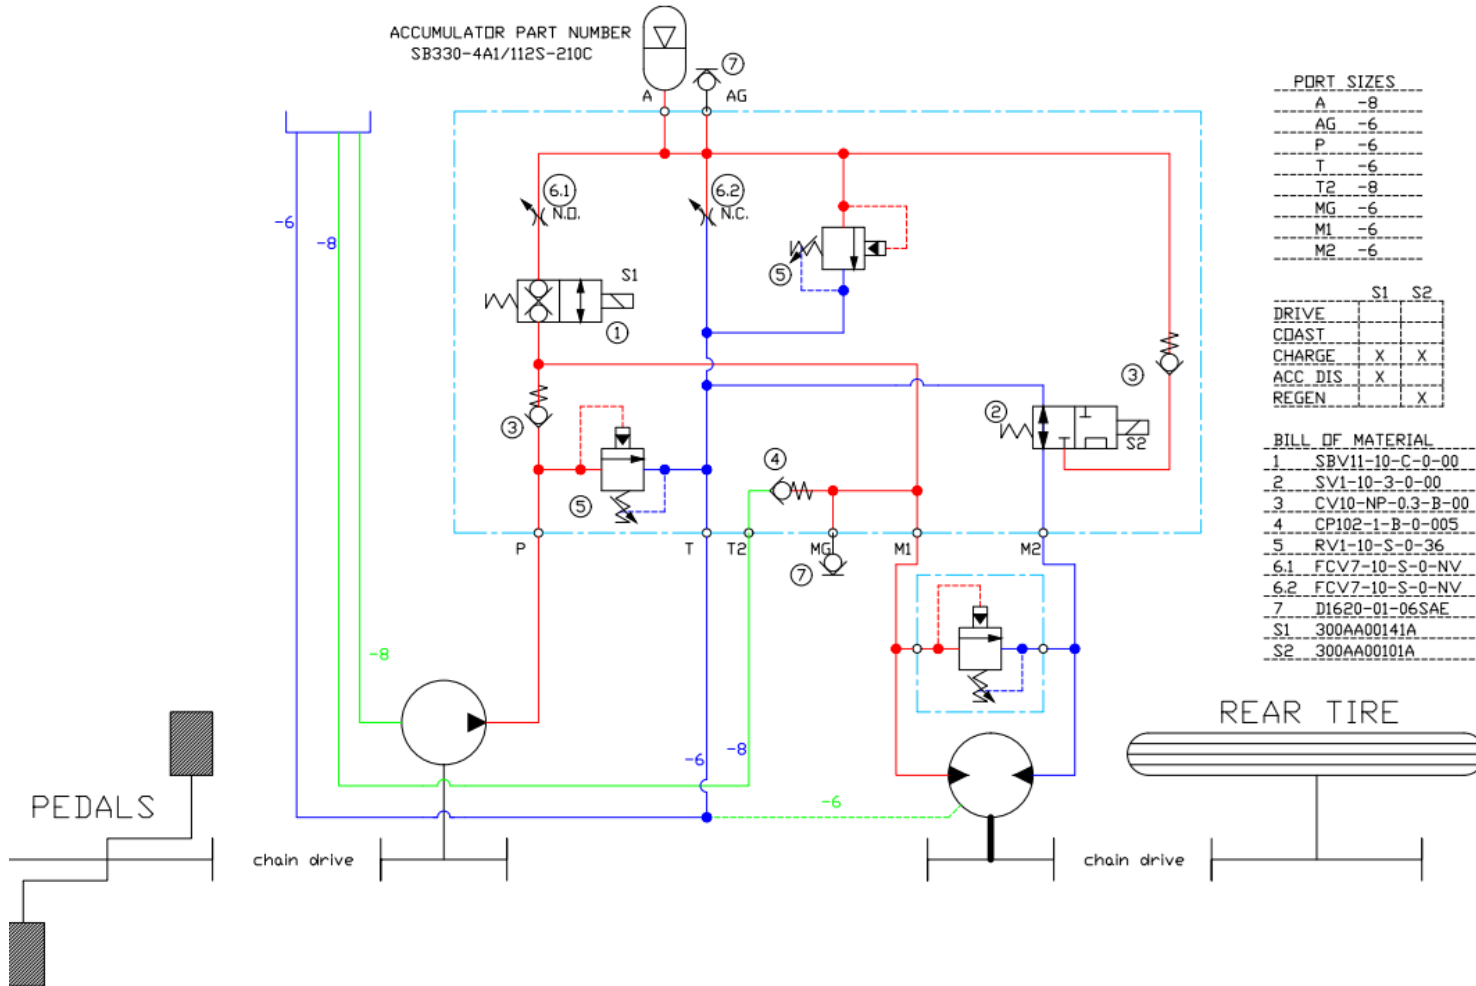 ACCUMULATOR PART NUMBER
SB330-4A1/112S-210C
7
A
AG
PORT SIZES
A -8
AG -6
P -6
T -6
T2 -8
MG -6
M1 -6
M2 -6
6.1
N.O.
6.2
N.C.
-6
-8
5
S1
1
S1 S2
DRIVE
COAST
CHARGE X X
ACC DIS X
REGEN X
3
2
S2
3
4
5
BILL OF MATERIAL
1 SBV11-10-C-0-00
2 SV1-10-3-0-00
3 CV10-NP-0.3-B-00
4 CP102-1-B-0-005
5 RV1-10-S-0-36
6.1 FCV7-10-S-0-NV
6.2 FCV7-10-S-0-NV
7 D1620-01-06SAE
S1 300AA00141A
S2 300AA00101A
P
T
T2
MG
M1
M2
7
-8
REAR TIRE
-6
-8
PEDALS
-6
chain drive
chain drive